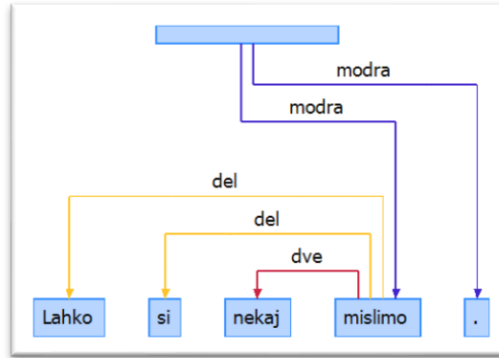 modra
modra
del
del
dve
Lahko si nekaj mislimo .